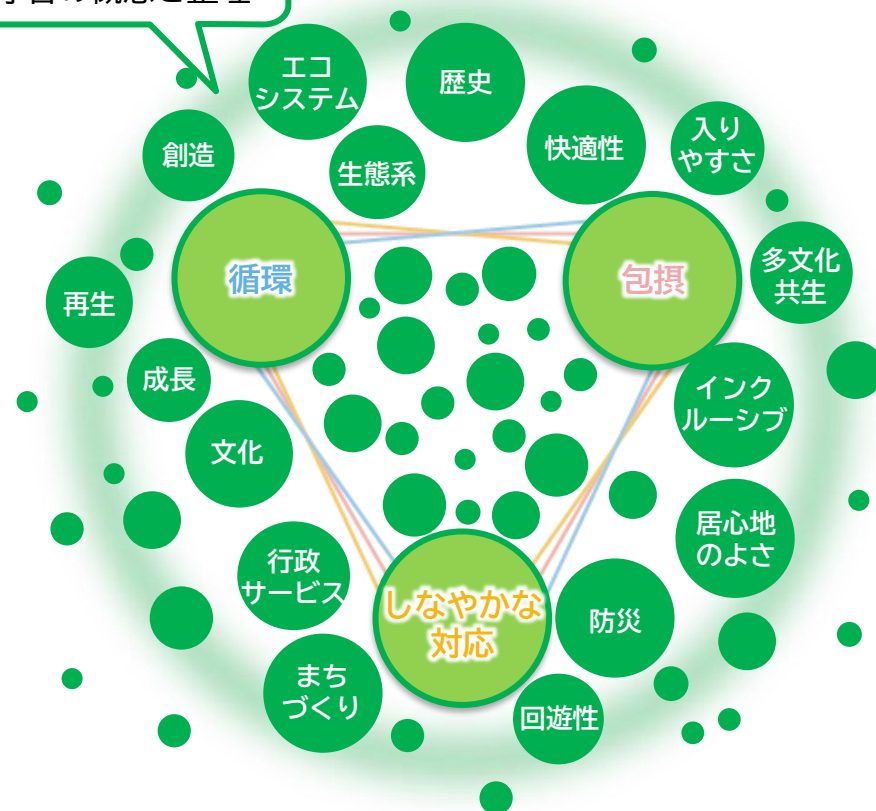 エコ
システム
歴史
創造
生態系
快適性
入り
やすさ
循環
包摂
多文化
共生
再生
成長
インク
ルーシブ
文化
居心地
のよさ
行政
サービス
しなやかな
対応
防災
まち
づくり
回遊性